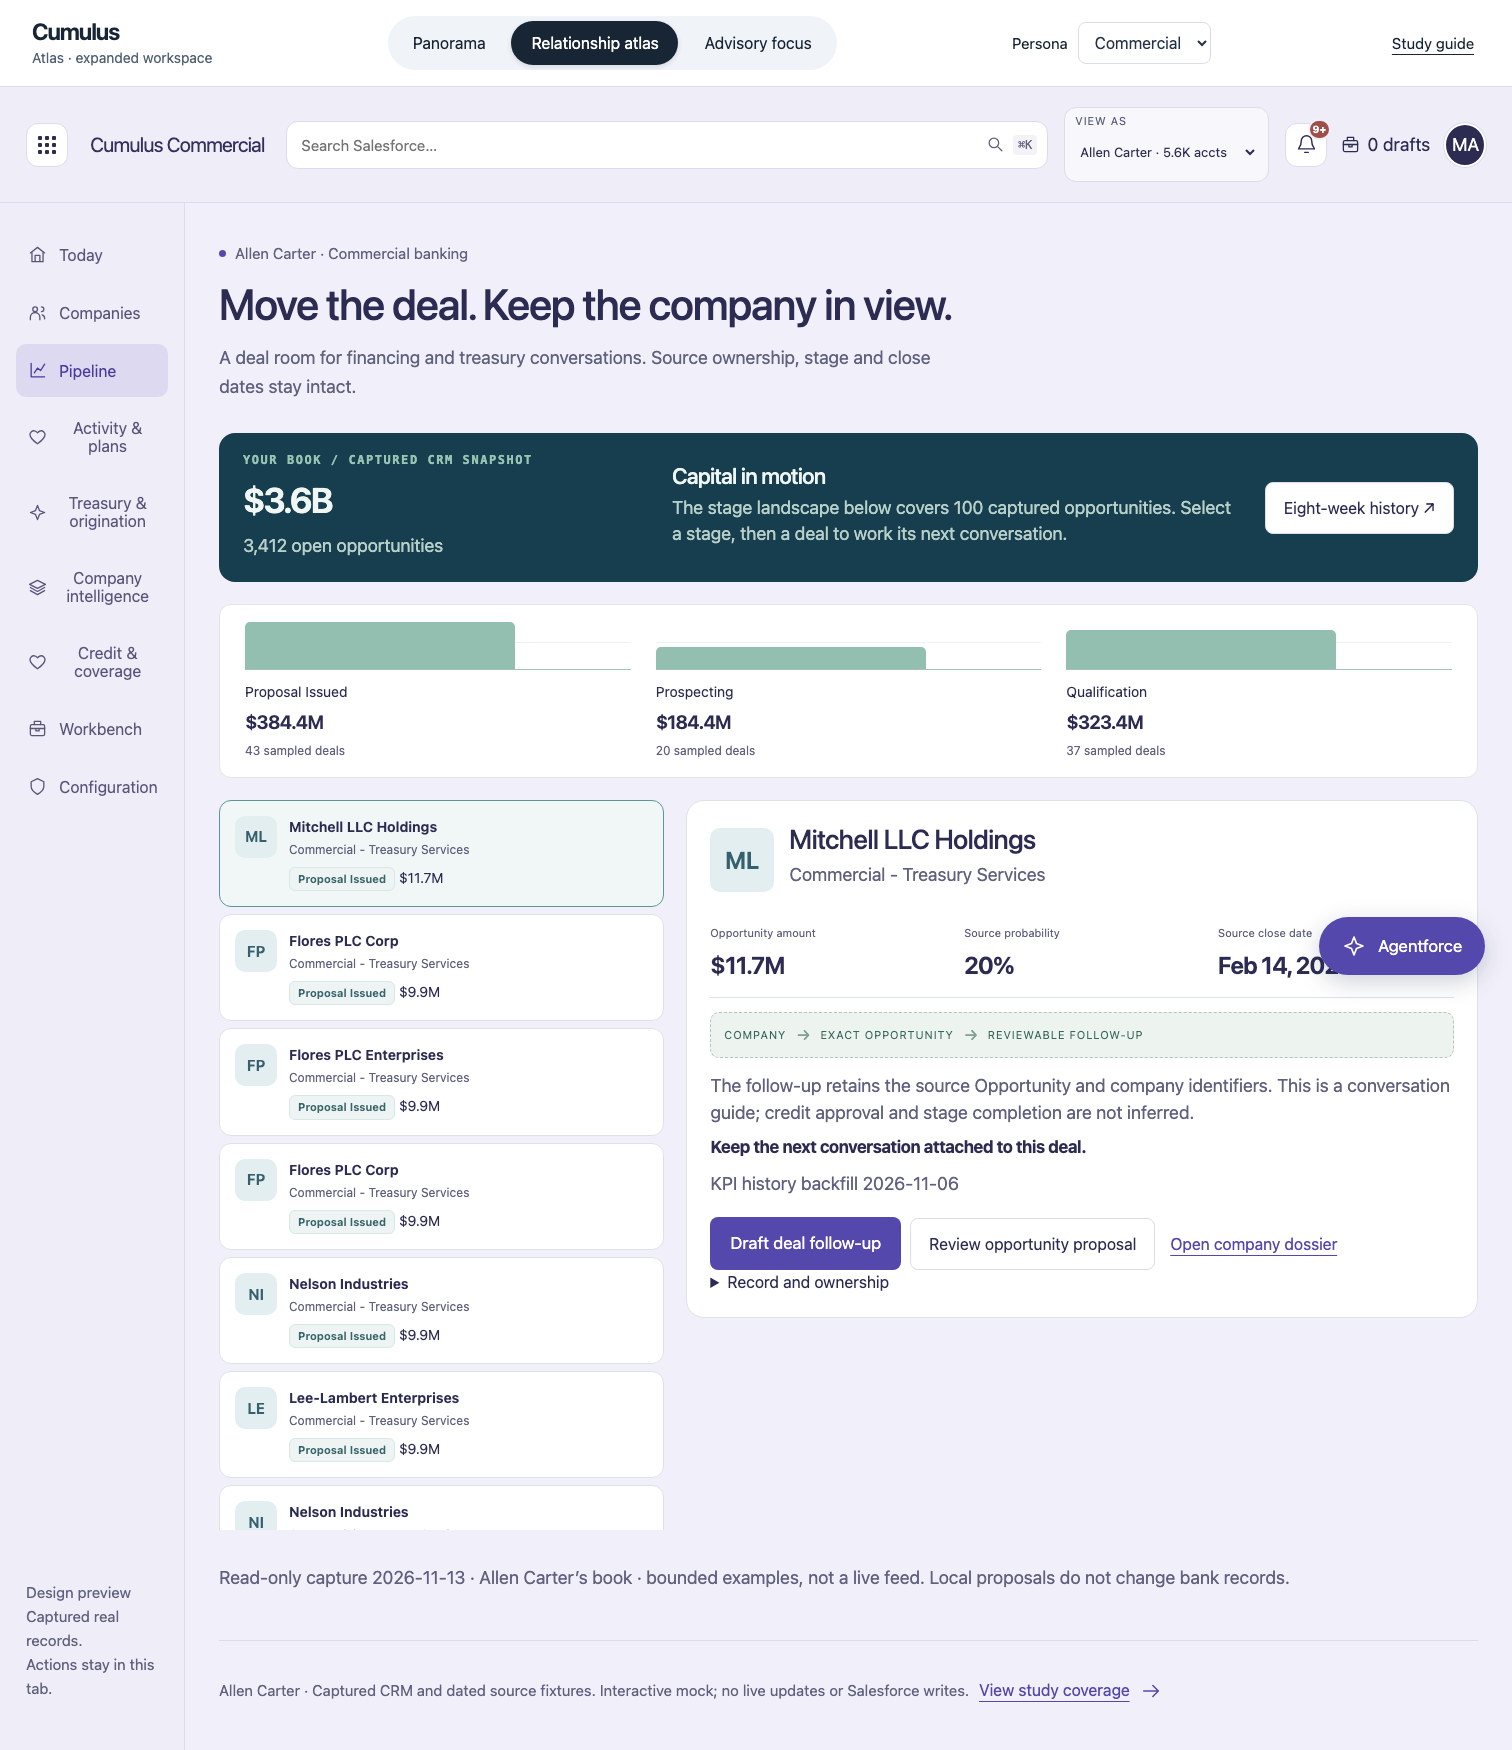 Cumulus
Atlas · expanded workspace
Panorama
Relationship atlas
Advisory focus
Persona
Commercial
Study guide
Cumulus Commercial
Search Salesforce...
⌘K
VIEW AS
Allen Carter · 5.6K accts
9+
0 drafts
MA
Today
Companies
Pipeline
Activity &
plans
Treasury &
origination
Company
intelligence
Credit &
coverage
Workbench
Configuration
Design preview
Captured real
records.
Actions stay in this
tab.
Allen Carter · Commercial banking
Move the deal. Keep the company in view.
A deal room for financing and treasury conversations. Source ownership, stage and close
dates stay intact.
YOUR BOOK / CAPTURED CRM SNAPSHOT
$3.6B
3,412 open opportunities
Capital in motion
The stage landscape below covers 100 captured opportunities. Select
a stage, then a deal to work its next conversation.
Eight-week history ↗
Proposal Issued
$384.4M
43 sampled deals
Prospecting
$184.4M
20 sampled deals
Qualification
$323.4M
37 sampled deals
ML
Mitchell LLC Holdings
Commercial - Treasury Services
Proposal Issued $11.7M
FP
Flores PLC Corp
Commercial - Treasury Services
Proposal Issued $9.9M
FP
Flores PLC Enterprises
Commercial - Treasury Services
Proposal Issued $9.9M
FP
Flores PLC Corp
Commercial - Treasury Services
Proposal Issued $9.9M
NI
Nelson Industries
Commercial - Treasury Services
Proposal Issued $9.9M
LE
Lee-Lambert Enterprises
Commercial - Treasury Services
Proposal Issued $9.9M
NI
Nelson Industries
ML
Mitchell LLC Holdings
Commercial - Treasury Services
Opportunity amount
$11.7M
Source probability
20%
Source close date
Feb 14,
Agentforce
COMPANY → EXACT OPPORTUNITY → REVIEWABLE FOLLOW-UP
The follow-up retains the source Opportunity and company identifiers. This is a conversation
guide; credit approval and stage completion are not inferred.
Keep the next conversation attached to this deal.
KPI history backfill 2026-11-06
Draft deal follow-up
Review opportunity proposal
Open company dossier
Record and ownership
Read-only capture 2026-11-13 · Allen Carter’s book · bounded examples, not a live feed. Local proposals do not change bank records.
Allen Carter · Captured CRM and dated source fixtures. Interactive mock; no live updates or Salesforce writes. View study coverage →